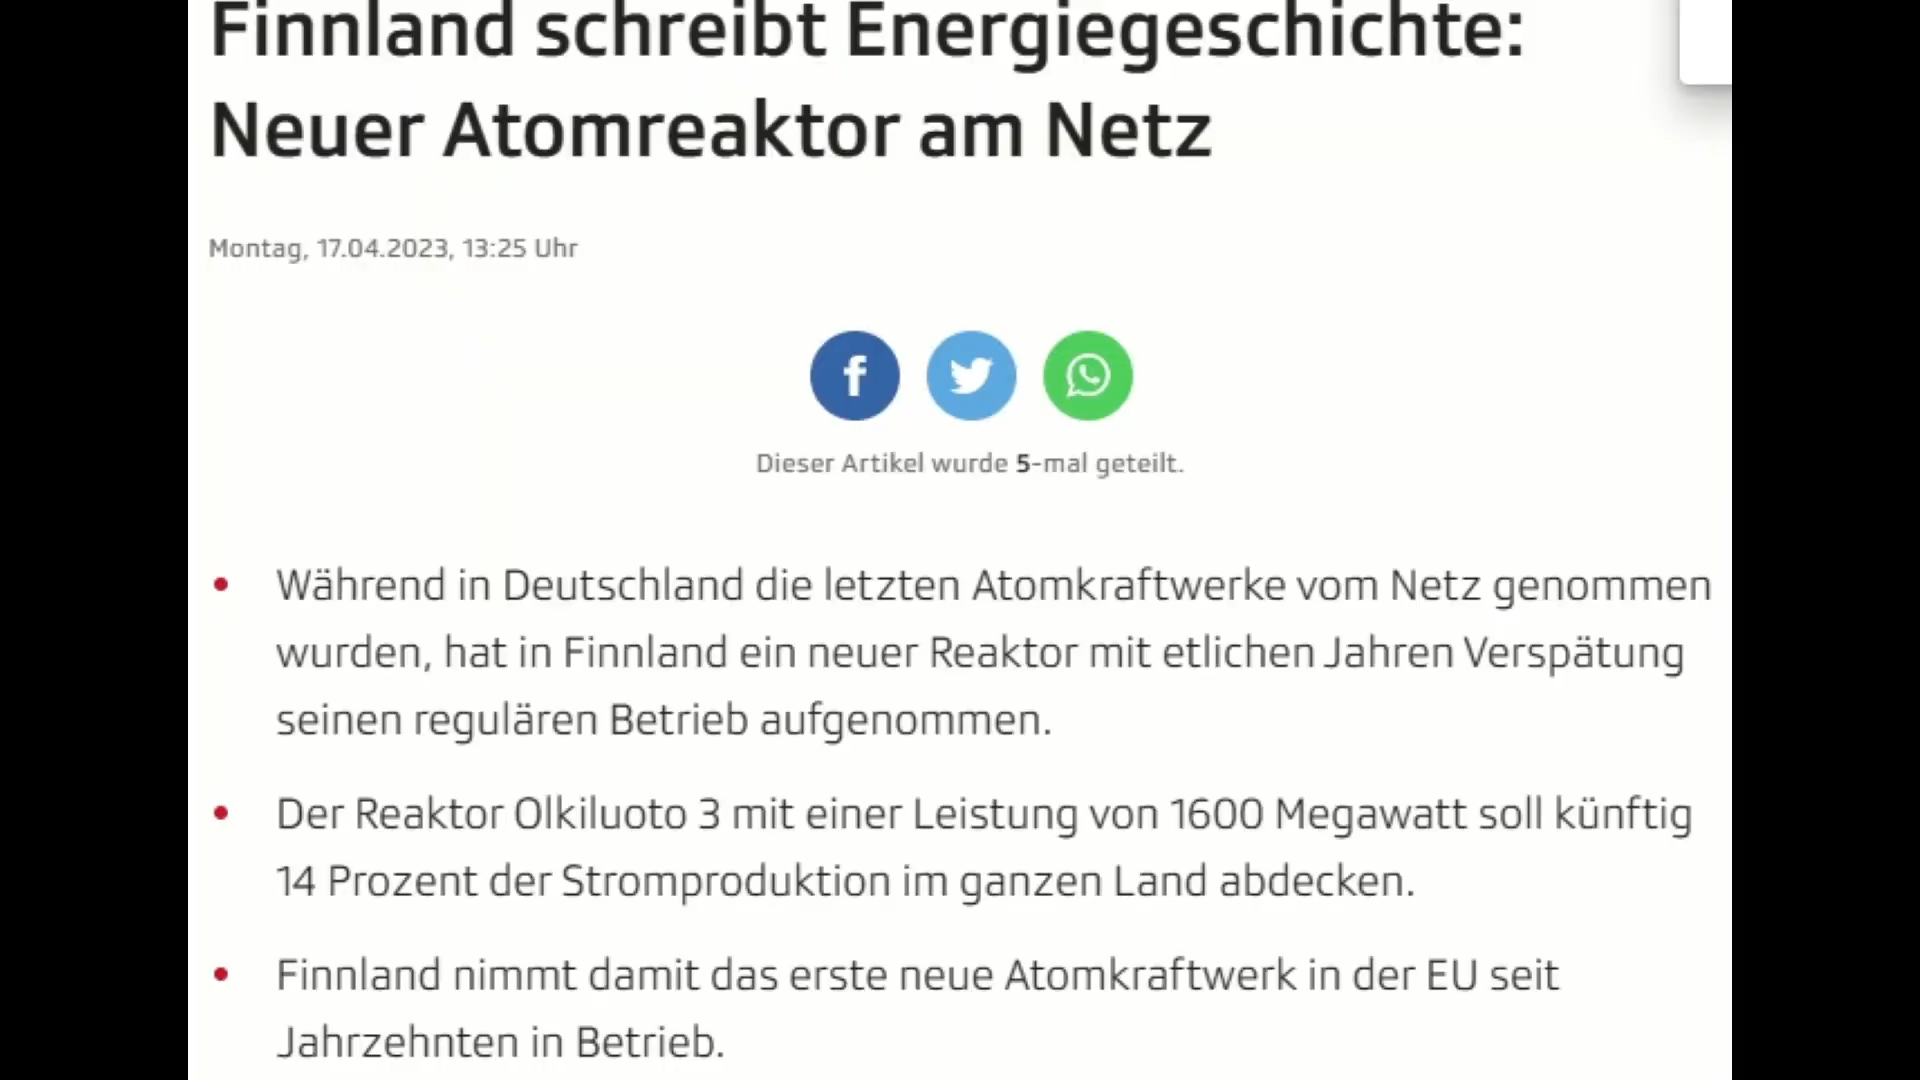 Finnland schreibt Energiegeschichte:
Neuer Atomreaktor am Netz
Montag, 17.04.2023, 13:25 Uhr
f
Dieser Artikel wurde 5-mal geteilt.
• Während in Deutschland die letzten Atomkraftwerke vom Netz genommen
wurden, hat in Finnland ein neuer Reaktor mit etlichen Jahren Verspätung
seinen regulären Betrieb aufgenommen.
• Der Reaktor Olkiluoto 3 mit einer Leistung von 1600 Megawatt soll künftig
14 Prozent der Stromproduktion im ganzen Land abdecken.
• Finnland nimmt damit das erste neue Atomkraftwerk in der EU seit
Jahrzehnten in Betrieb.